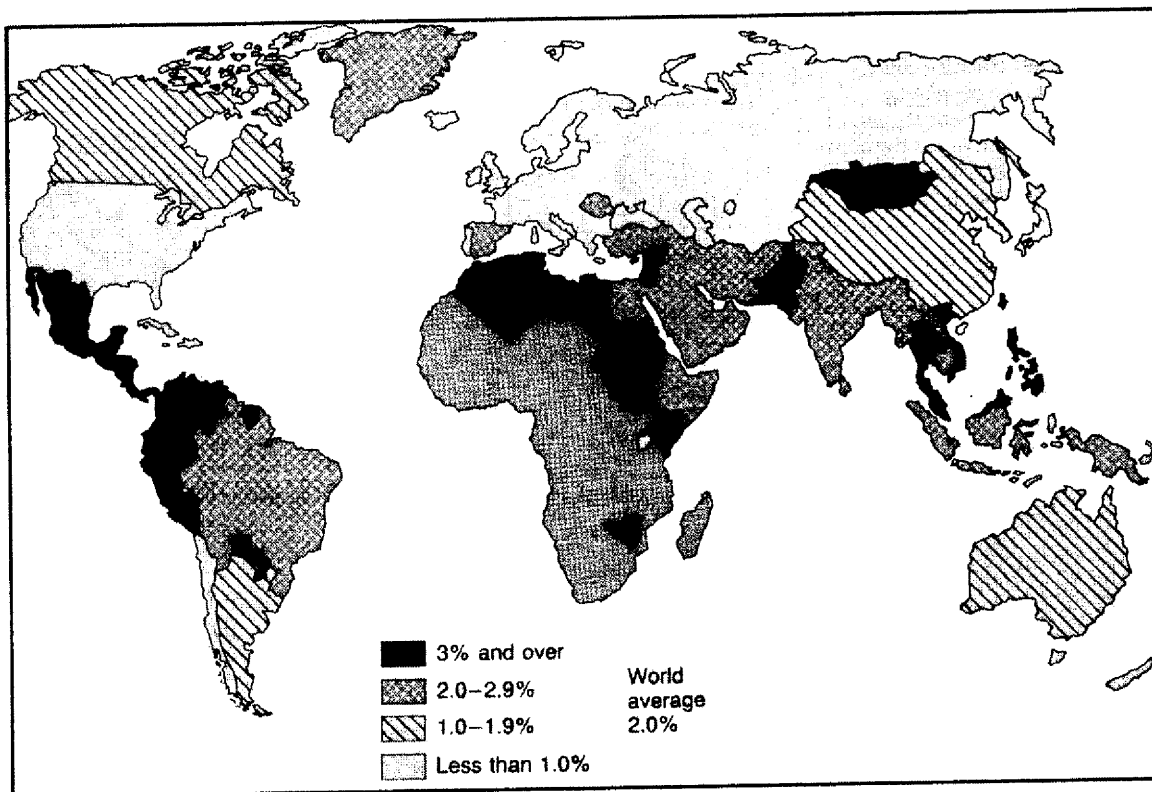 3% and over
2.0–2.9%
1.0–1.9%
Less than 1.0%
World
average
2.0%